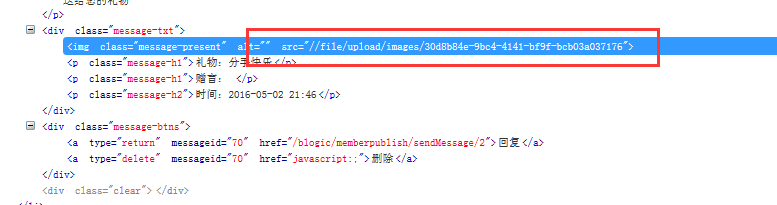 </p>
<div class="message-txt">
<img class="message-present" alt="" src="//file/upload/images/30d8b84e-9bc4-4141-bf9f-bcb03a037176">
<p class="message-h1">礼物：分手快乐</p>
<p class="message-h1">赠言： </p>
<p class="message-h2">时间：2016-05-02 21:46</p>
</div>
<div class="message-btns">
<a type="return" messageid="70" href="/blogic/memberpublish/sendMessage/2">回复</a>
<a type="delete" messageid="70" href="javascript:;">删除</a>
</div>
<div class="clear"></div>